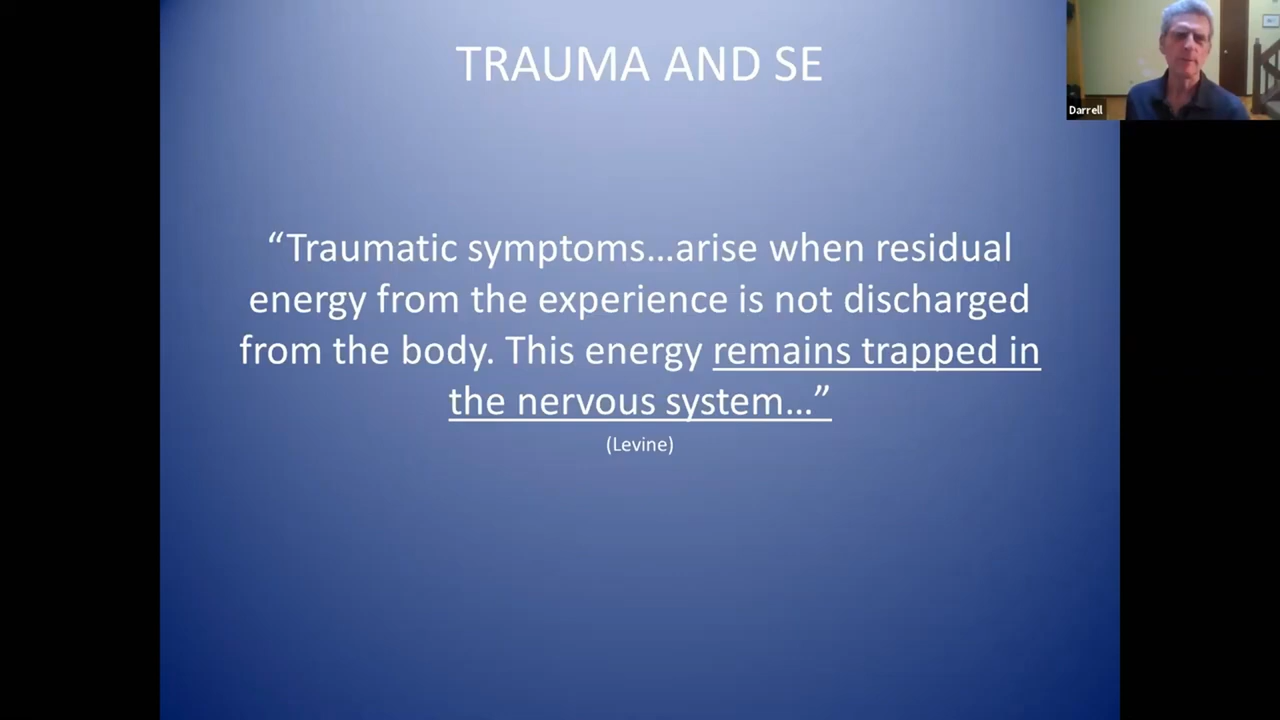 TRAUMA AND SE
Darrell
“Traumatic symptoms…arise when residual
energy from the experience is not discharged
from the body. This energy remains trapped in
the nervous system…”
(Levine)